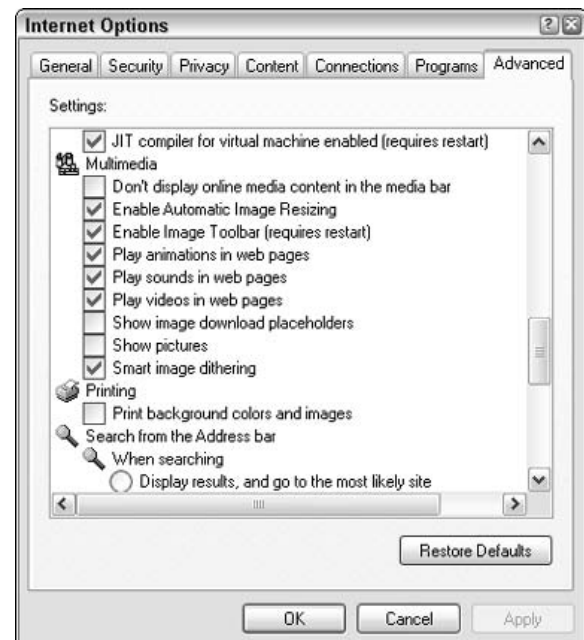 Internet Options
General Security Privacy Content Connections Programs Advanced
Settings:
JIT compiler for virtual machine enabled (requires restart)
Multimedia
Don't display online media content in the media bar
Enable Automatic Image Resizing
Enable Image Toolbar (requires restart)
Play animations in web pages
Play sounds in web pages
Play videos in web pages
Show image download placeholders
Show pictures
Smart image dithering
Printing
Print background colors and images
Search from the Address bar
When searching
Display results, and go to the most likely site
Restore Defaults
OK Cancel Apply